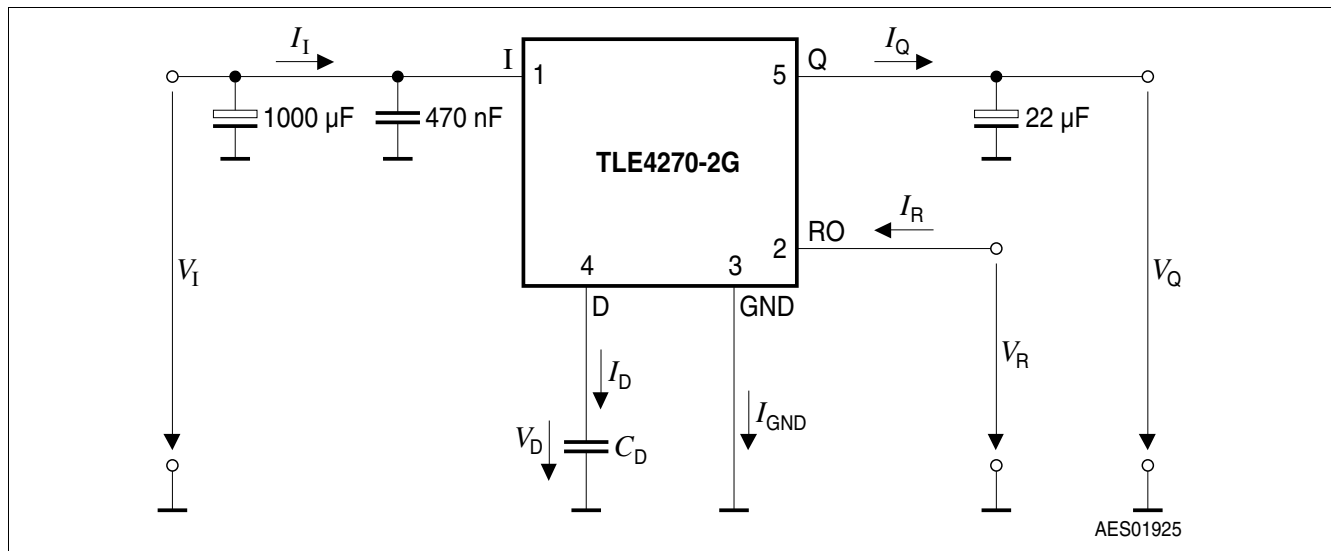 I_I
I
1
5
Q
I_Q
1000 µF
470 nF
22 µF
TLE4270-2G
I_R
RO
2
4
3
D
GND
V_I
V_Q
V_R
I_D
I_GND
V_D
C_D
AES01925